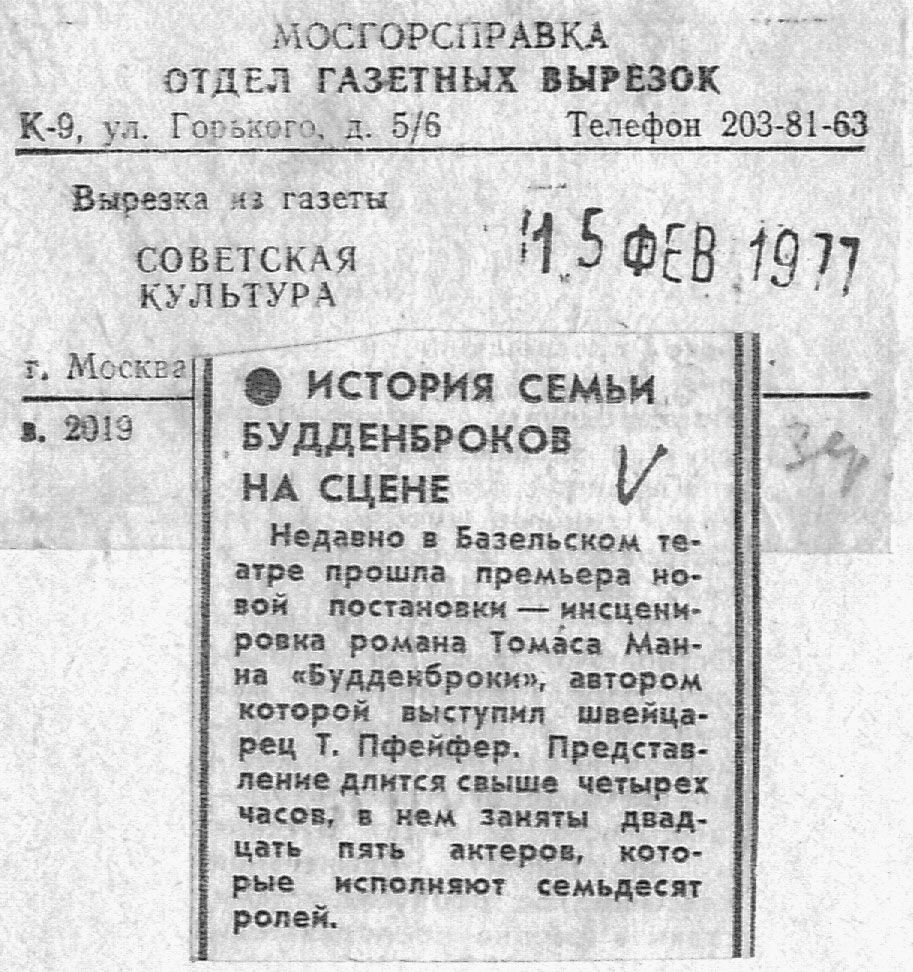 МОСГОРСПРАВКА
ОТДЕЛ ГАЗЕТНЫХ ВЫРЕЗОК
К-9, ул. Горького, д. 5/6 Телефон 203-81-63
Вырезка из газеты
15 ФЕВ 1977
СОВЕТСКАЯ
КУЛЬТУРА
г. Москва
в. 2019
● ИСТОРИЯ СЕМЬИ
БУДДЕНБРОКОВ
НА СЦЕНЕ
Недавно в Базельском те-
атре прошла премьера но-
вой постановки — инсцени-
ровка романа Томаса Ман-
на «Будденброки», автором
которой выступил швейца-
рец Т. Пфейфер. Представ-
ление длится свыше четырех
часов, в нем заняты двад-
цать пять актеров, кото-
рые исполняют семьдесят
ролей.